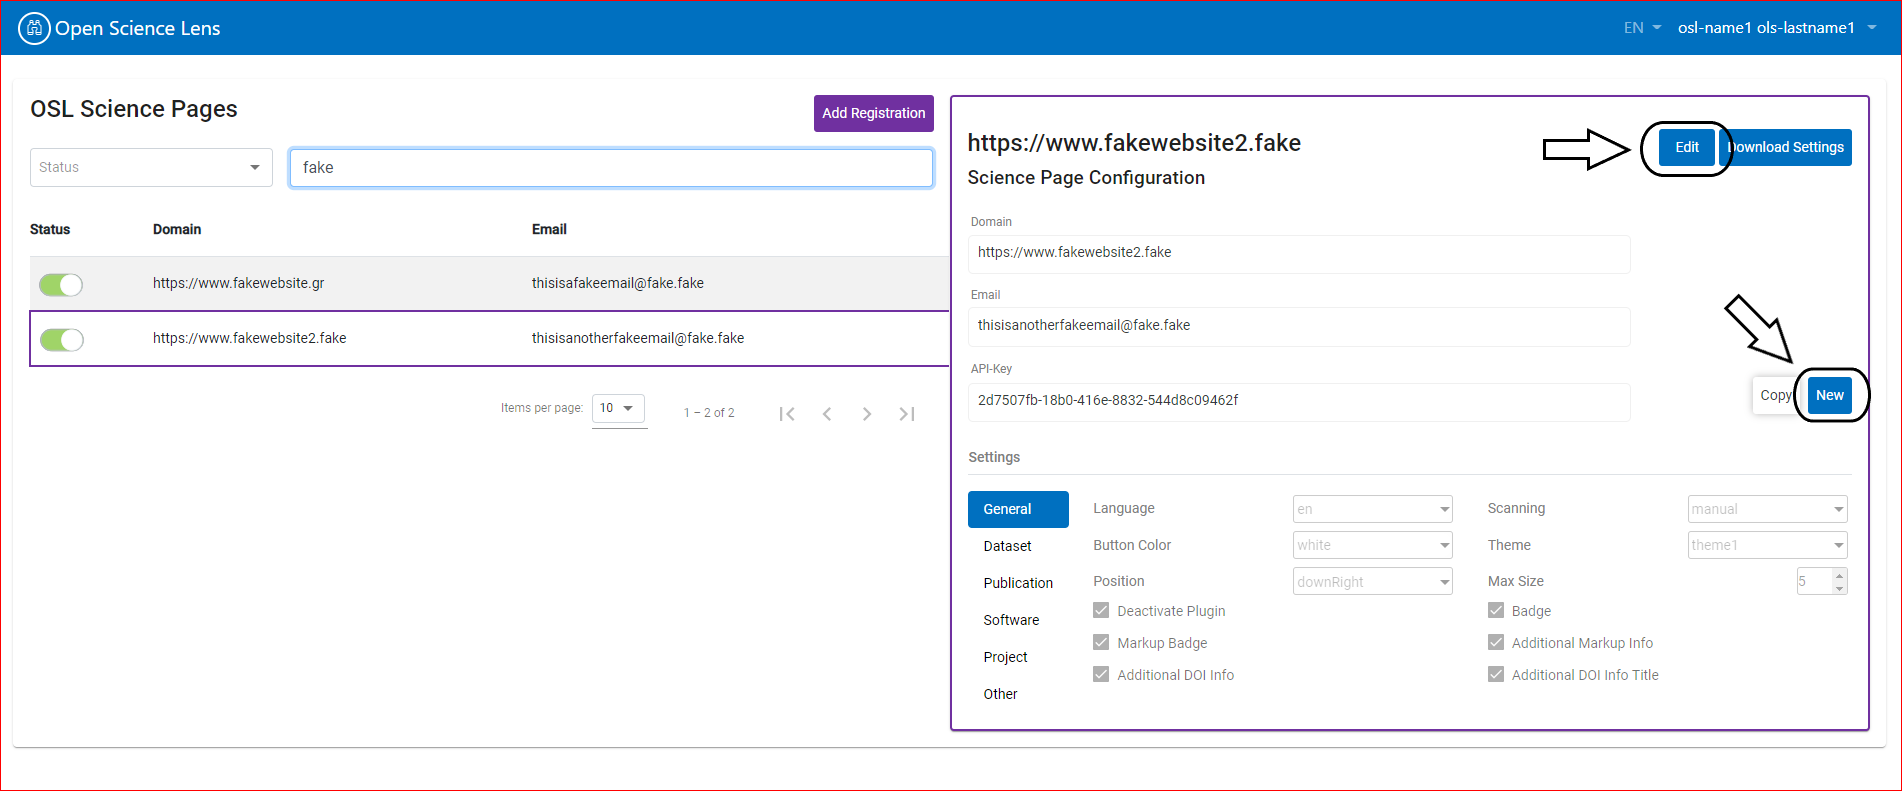 Open Science Lens
EN
osl-name1 ols-lastname1
OSL Science Pages
Add Registration
Status
fake
Status Domain Email
https://www.fakewebsite.gr thisisafakeemail@fake.fake
https://www.fakewebsite2.fake thisisanotherfakeemail@fake.fake
Items per page: 10 1 – 2 of 2
https://www.fakewebsite2.fake
Edit
Download Settings
Science Page Configuration
Domain
https://www.fakewebsite2.fake
Email
thisisanotherfakeemail@fake.fake
API-Key
2d7507fb-18b0-416e-8832-544d8c09462f
Copy
New
Settings
General
Dataset
Publication
Software
Project
Other
Language en Scanning manual
Button Color white Theme theme1
Position downRight Max Size 5
Deactivate Plugin Badge
Markup Badge Additional Markup Info
Additional DOI Info Additional DOI Info Title